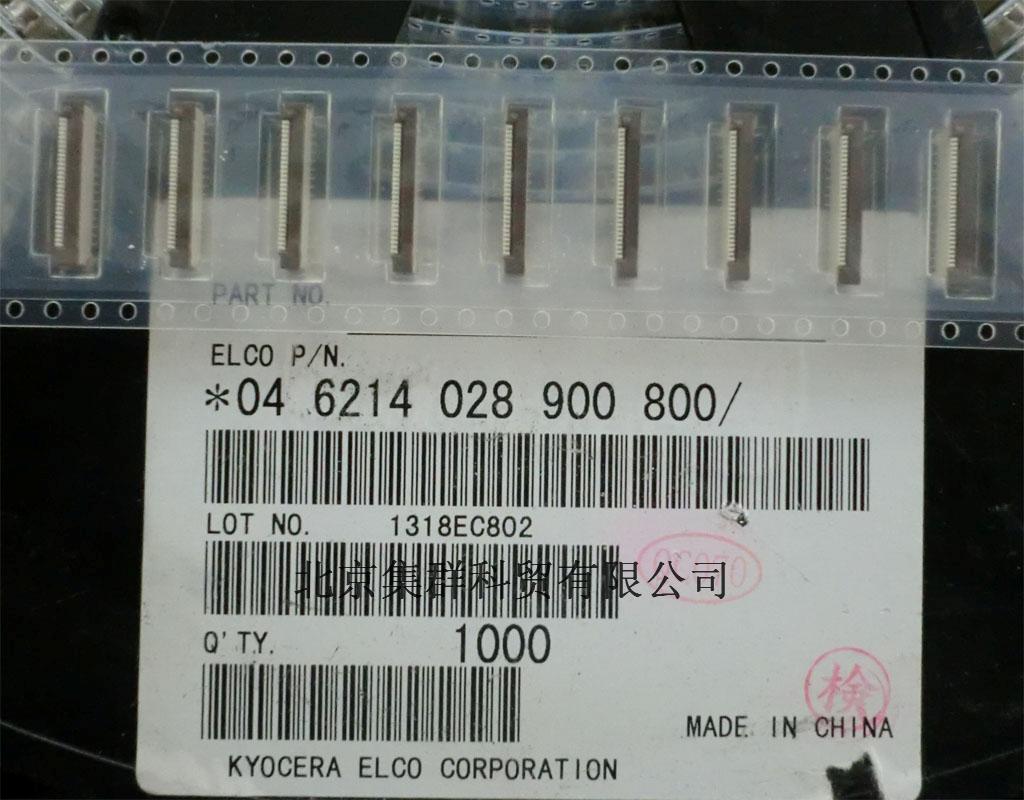 PART NO.
ELCO P/N.
*04 6214 028 900 800/
LOT NO. 1318EC802
北京集群科贸有限公司
Q'TY. 1000
検
MADE IN CHINA
KYOCERA ELCO CORPORATION